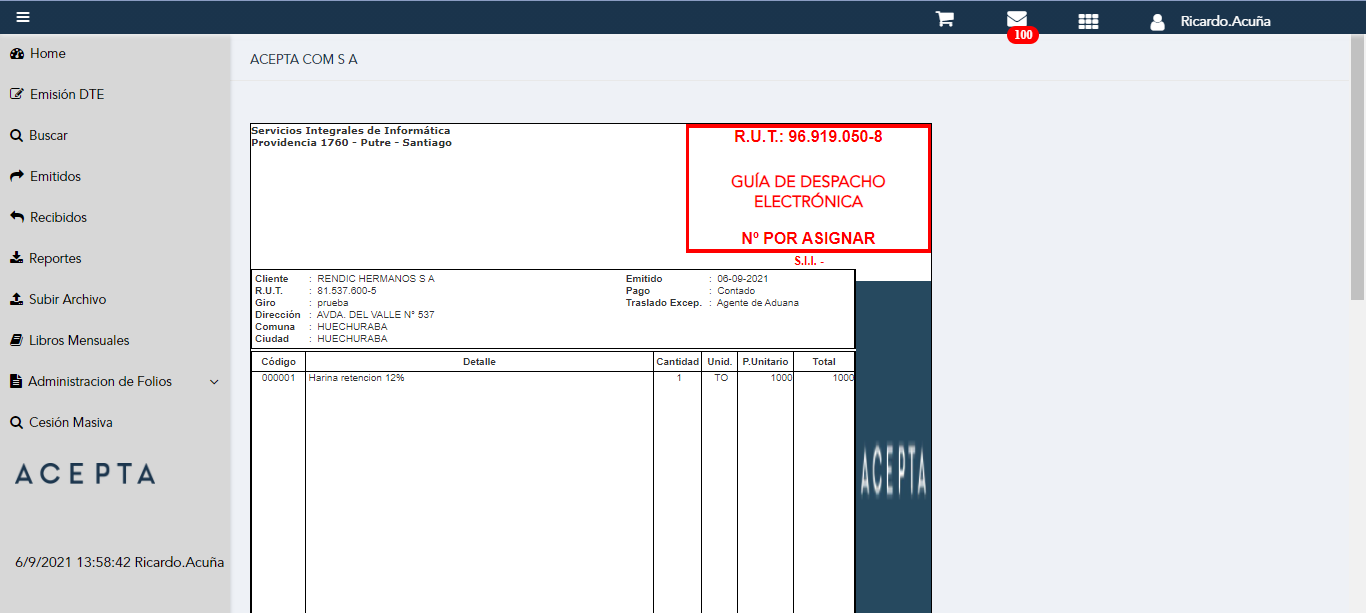 Ricardo.Acuña
100
Home
Emisión DTE
Buscar
Emitidos
Recibidos
Reportes
Subir Archivo
Libros Mensuales
Administracion de Folios
Cesión Masiva
ACEPTA
6/9/2021 13:58:42 Ricardo.Acuña
ACEPTA COM S A
Servicios Integrales de Informática
Providencia 1760 - Putre - Santiago
R.U.T.: 96.919.050-8
GUÍA DE DESPACHO
ELECTRÓNICA
Nº POR ASIGNAR
S.I.I. -
Cliente : RENDIC HERMANOS S A Emitido : 06-09-2021
R.U.T. : 81.537.600-5 Pago : Contado
Giro : prueba Traslado Excep. : Agente de Aduana
Dirección : AVDA. DEL VALLE N° 537
Comuna : HUECHURABA
Ciudad : HUECHURABA
Código Detalle Cantidad Unid. P.Unitario Total
000001 Harina retencion 12% 1 TO 1000 1000
ACEPTA